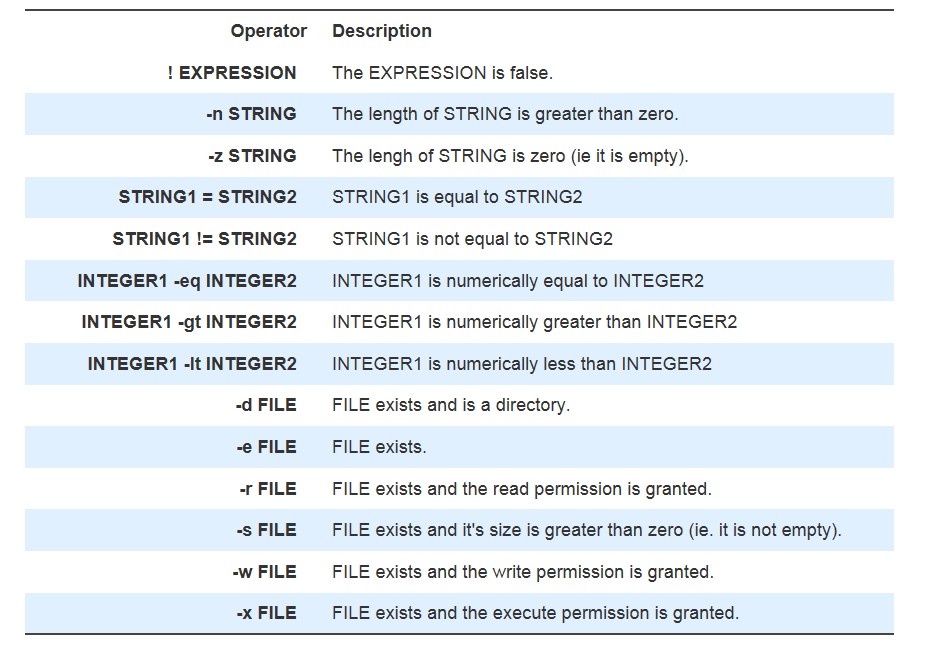 Operator Description
! EXPRESSION The EXPRESSION is false.
-n STRING The length of STRING is greater than zero.
-z STRING The lengh of STRING is zero (ie it is empty).
STRING1 = STRING2 STRING1 is equal to STRING2
STRING1 != STRING2 STRING1 is not equal to STRING2
INTEGER1 -eq INTEGER2 INTEGER1 is numerically equal to INTEGER2
INTEGER1 -gt INTEGER2 INTEGER1 is numerically greater than INTEGER2
INTEGER1 -lt INTEGER2 INTEGER1 is numerically less than INTEGER2
-d FILE FILE exists and is a directory.
-e FILE FILE exists.
-r FILE FILE exists and the read permission is granted.
-s FILE FILE exists and it's size is greater than zero (ie. it is not empty).
-w FILE FILE exists and the write permission is granted.
-x FILE FILE exists and the execute permission is granted.